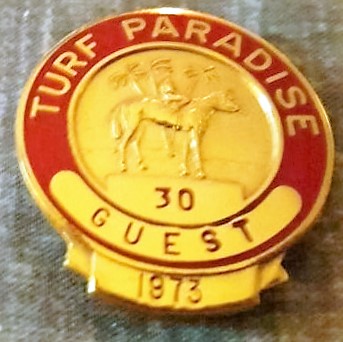 TURF PARADISE
30
GUEST
1973